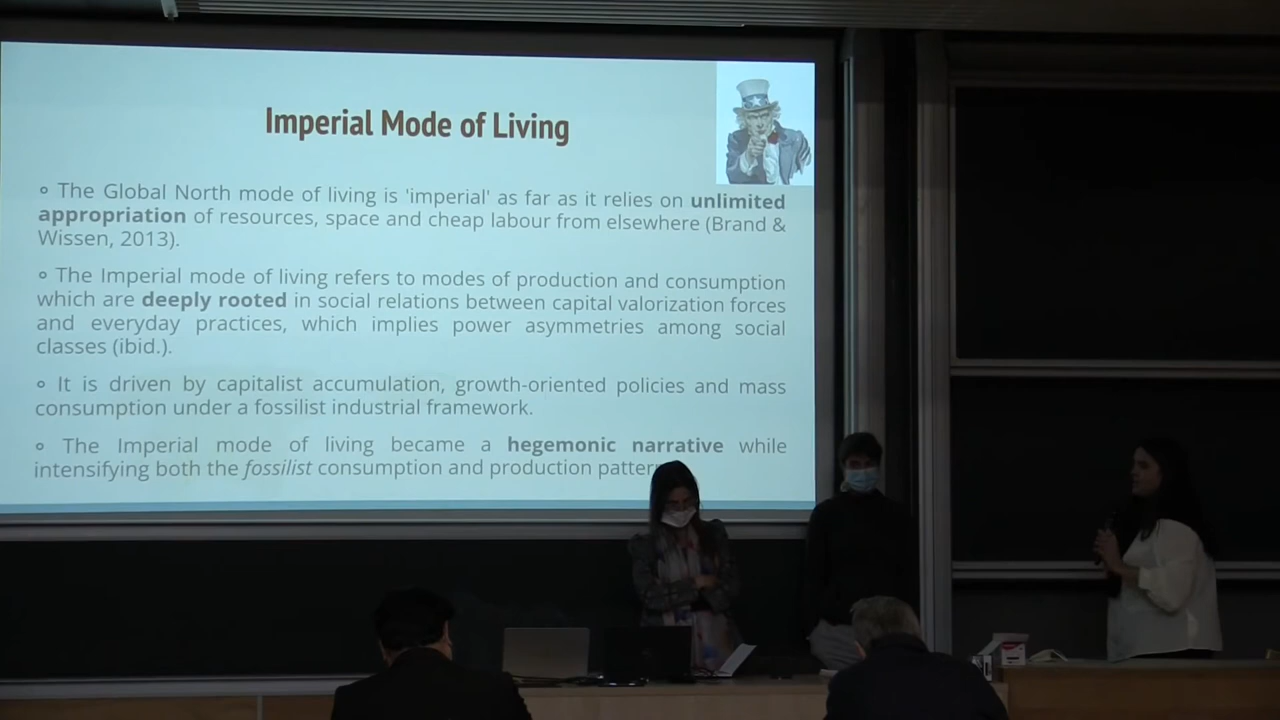 Imperial Mode of Living
∘ The Global North mode of living is 'imperial' as far as it relies on unlimited
appropriation of resources, space and cheap labour from elsewhere (Brand &
Wissen, 2013).
∘ The Imperial mode of living refers to modes of production and consumption
which are deeply rooted in social relations between capital valorization forces
and everyday practices, which implies power asymmetries among social
classes (ibid.).
∘ It is driven by capitalist accumulation, growth-oriented policies and mass
consumption under a fossilist industrial framework.
∘ The Imperial mode of living became a hegemonic narrative while
intensifying both the fossilist consumption and production